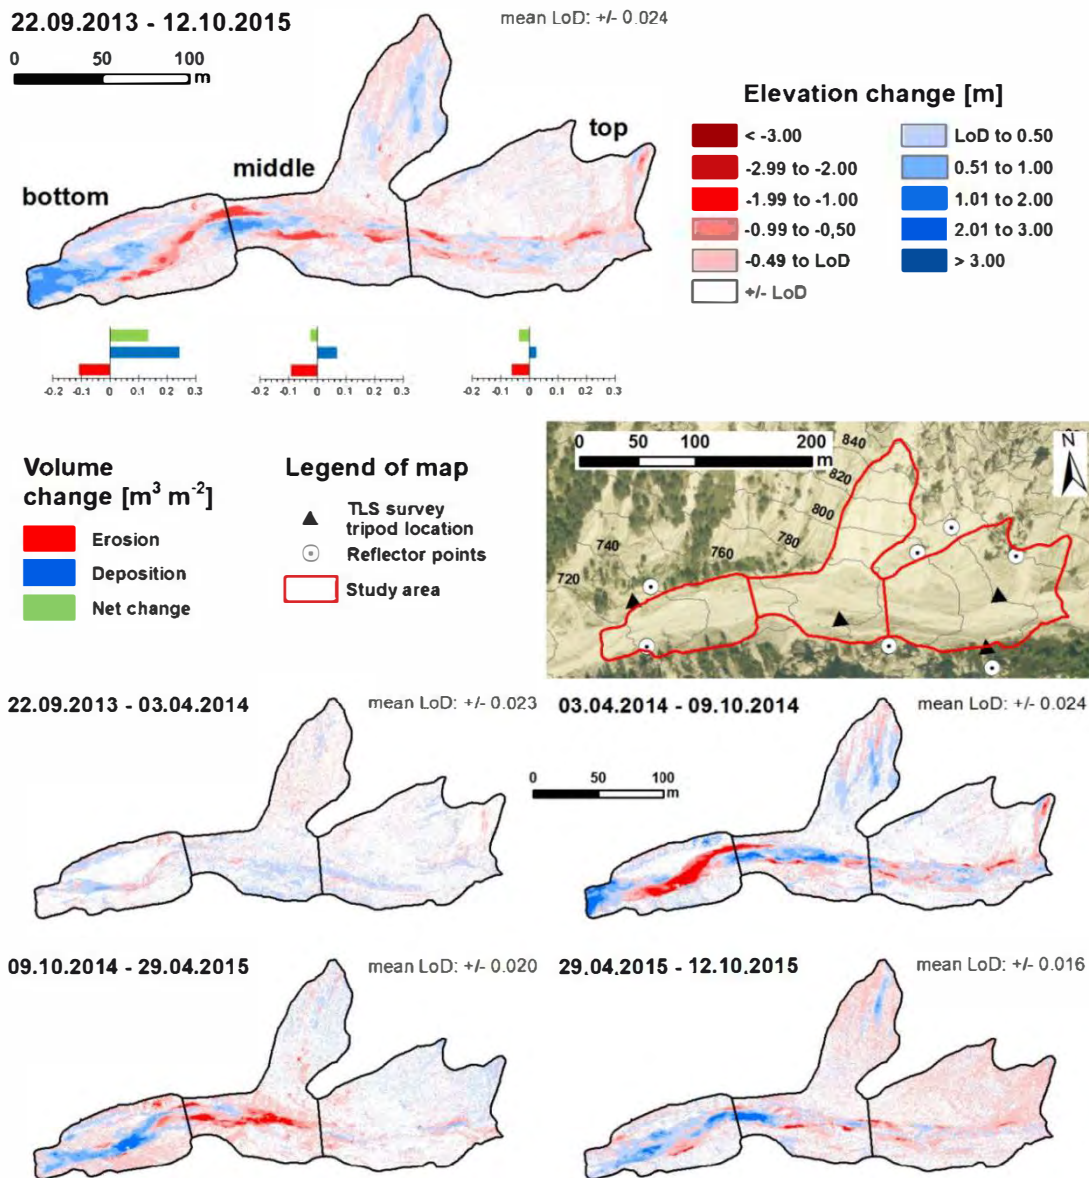 22.09.2013 - 12.10.2015
mean LoD: +/- 0.024
0 50 100
m
Elevation change [m]
top
middle
bottom
< -3.00
-2.99 to -2.00
-1.99 to -1.00
-0.99 to -0,50
-0.49 to LoD
+/- LoD
LoD to 0.50
0.51 to 1.00
1.01 to 2.00
2.01 to 3.00
> 3.00
-0.2 -0.1 0 0.1 0.2 0.3
-0.2 -0.1 0 0.1 0.2 0.3
-0.2 -0.1 0 0.1 0.2 0.3
Volume
change [m³ m⁻²]
Erosion
Deposition
Net change
Legend of map
TLS survey
tripod location
Reflector points
Study area
0 50 100 200
m
N
840
820
800
780
760
740
720
22.09.2013 - 03.04.2014
mean LoD: +/- 0.023
03.04.2014 - 09.10.2014
mean LoD: +/- 0.024
0 50 100
m
09.10.2014 - 29.04.2015
mean LoD: +/- 0.020
29.04.2015 - 12.10.2015
mean LoD: +/- 0.016